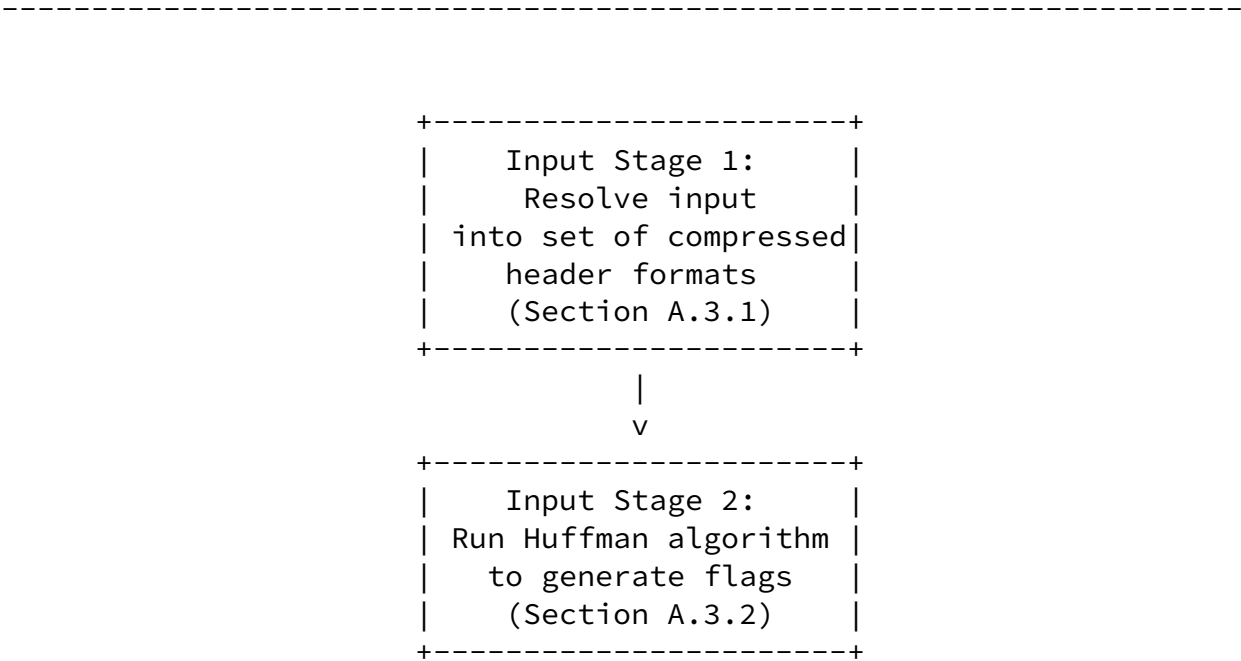 Input Stage 1:
Resolve input
into set of compressed
header formats
(Section A.3.1)
v
Input Stage 2:
Run Huffman algorithm
to generate flags
(Section A.3.2)